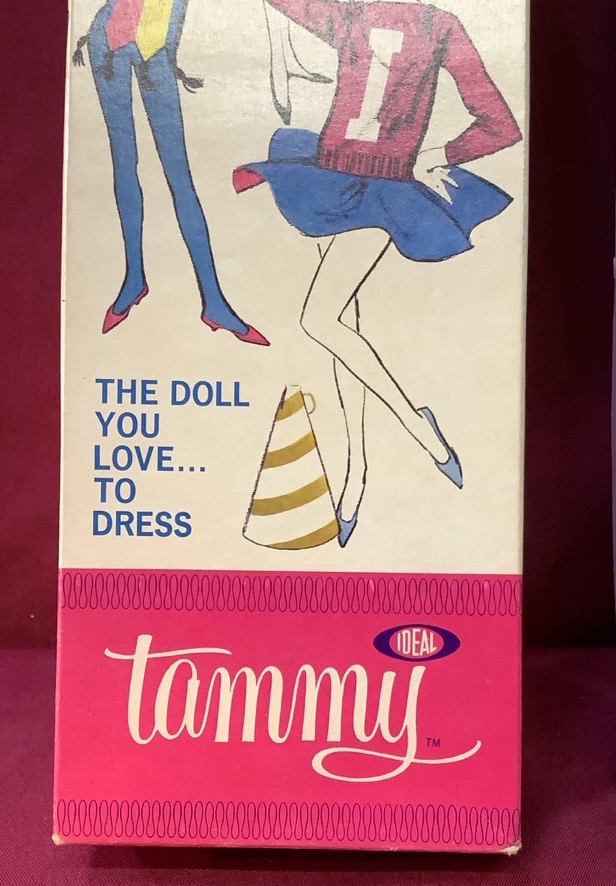 I
THE DOLL
YOU
LOVE...
TO
DRESS
IDEAL
tammy
TM